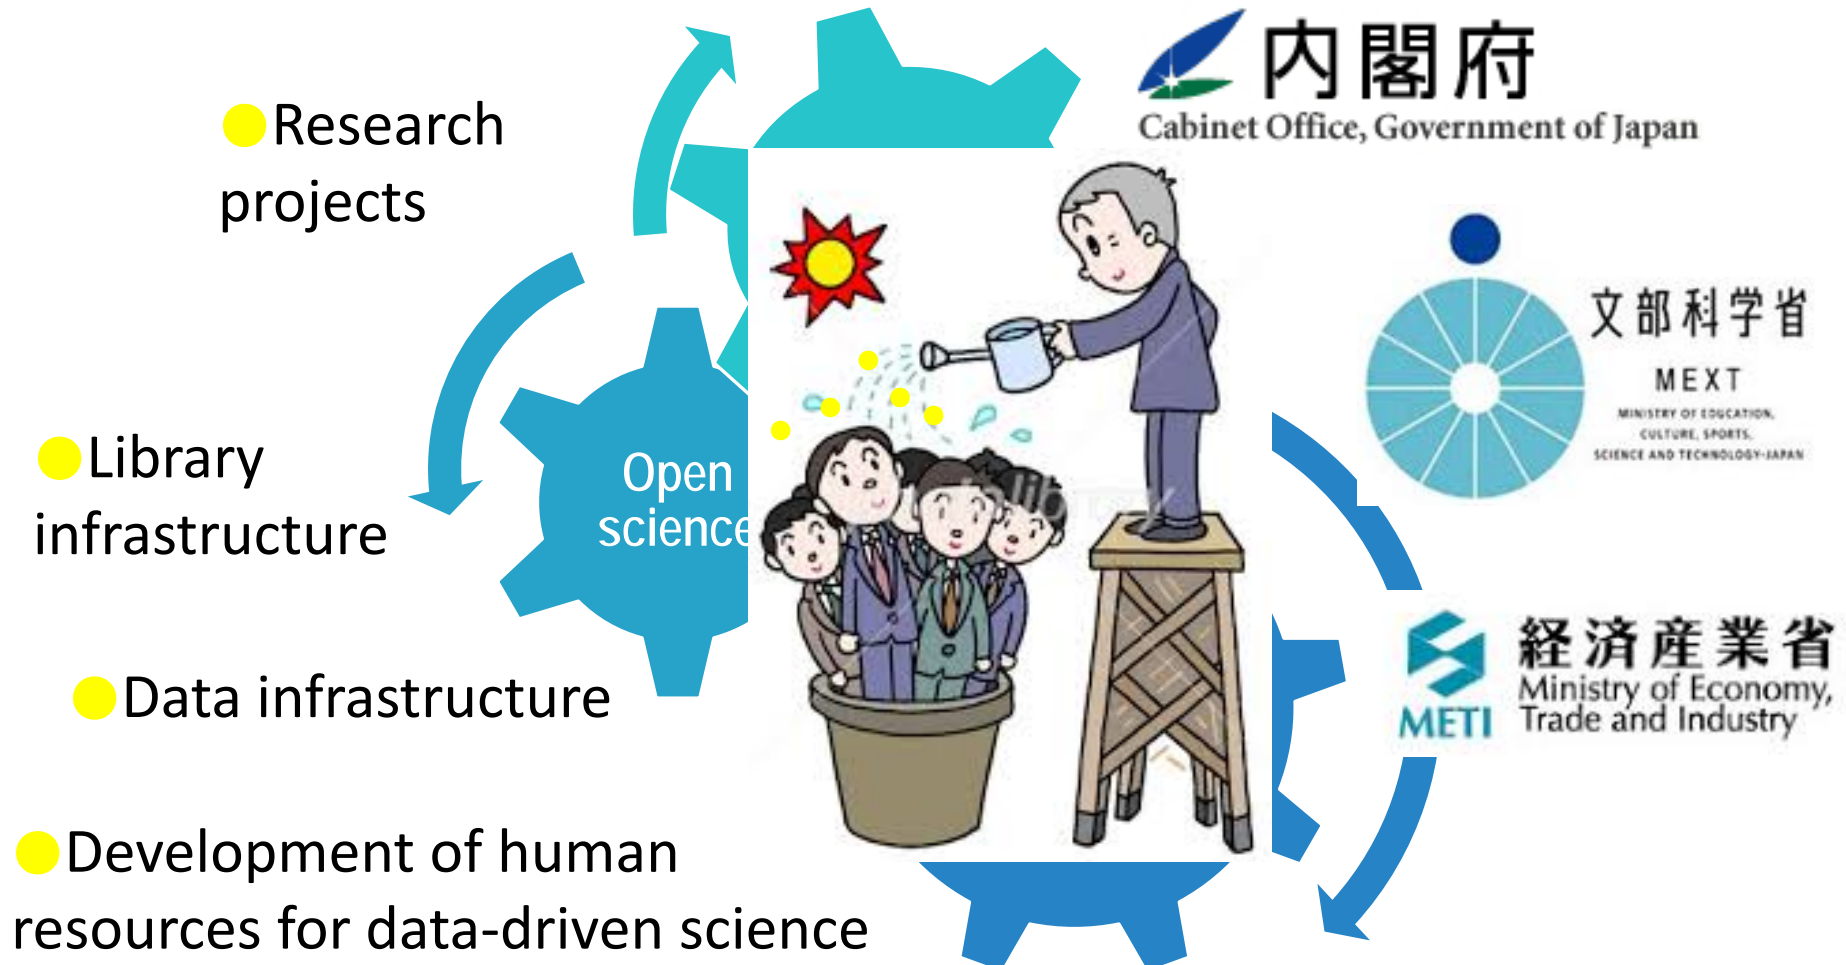 Research
projects
Library
infrastructure
Data infrastructure
Development of human
resources for data-driven science
Open
science
内閣府
Cabinet Office, Government of Japan
文部科学省
MEXT
MINISTRY OF EDUCATION,
CULTURE, SPORTS,
SCIENCE AND TECHNOLOGY-JAPAN
経済産業省
METI
Ministry of Economy,
Trade and Industry